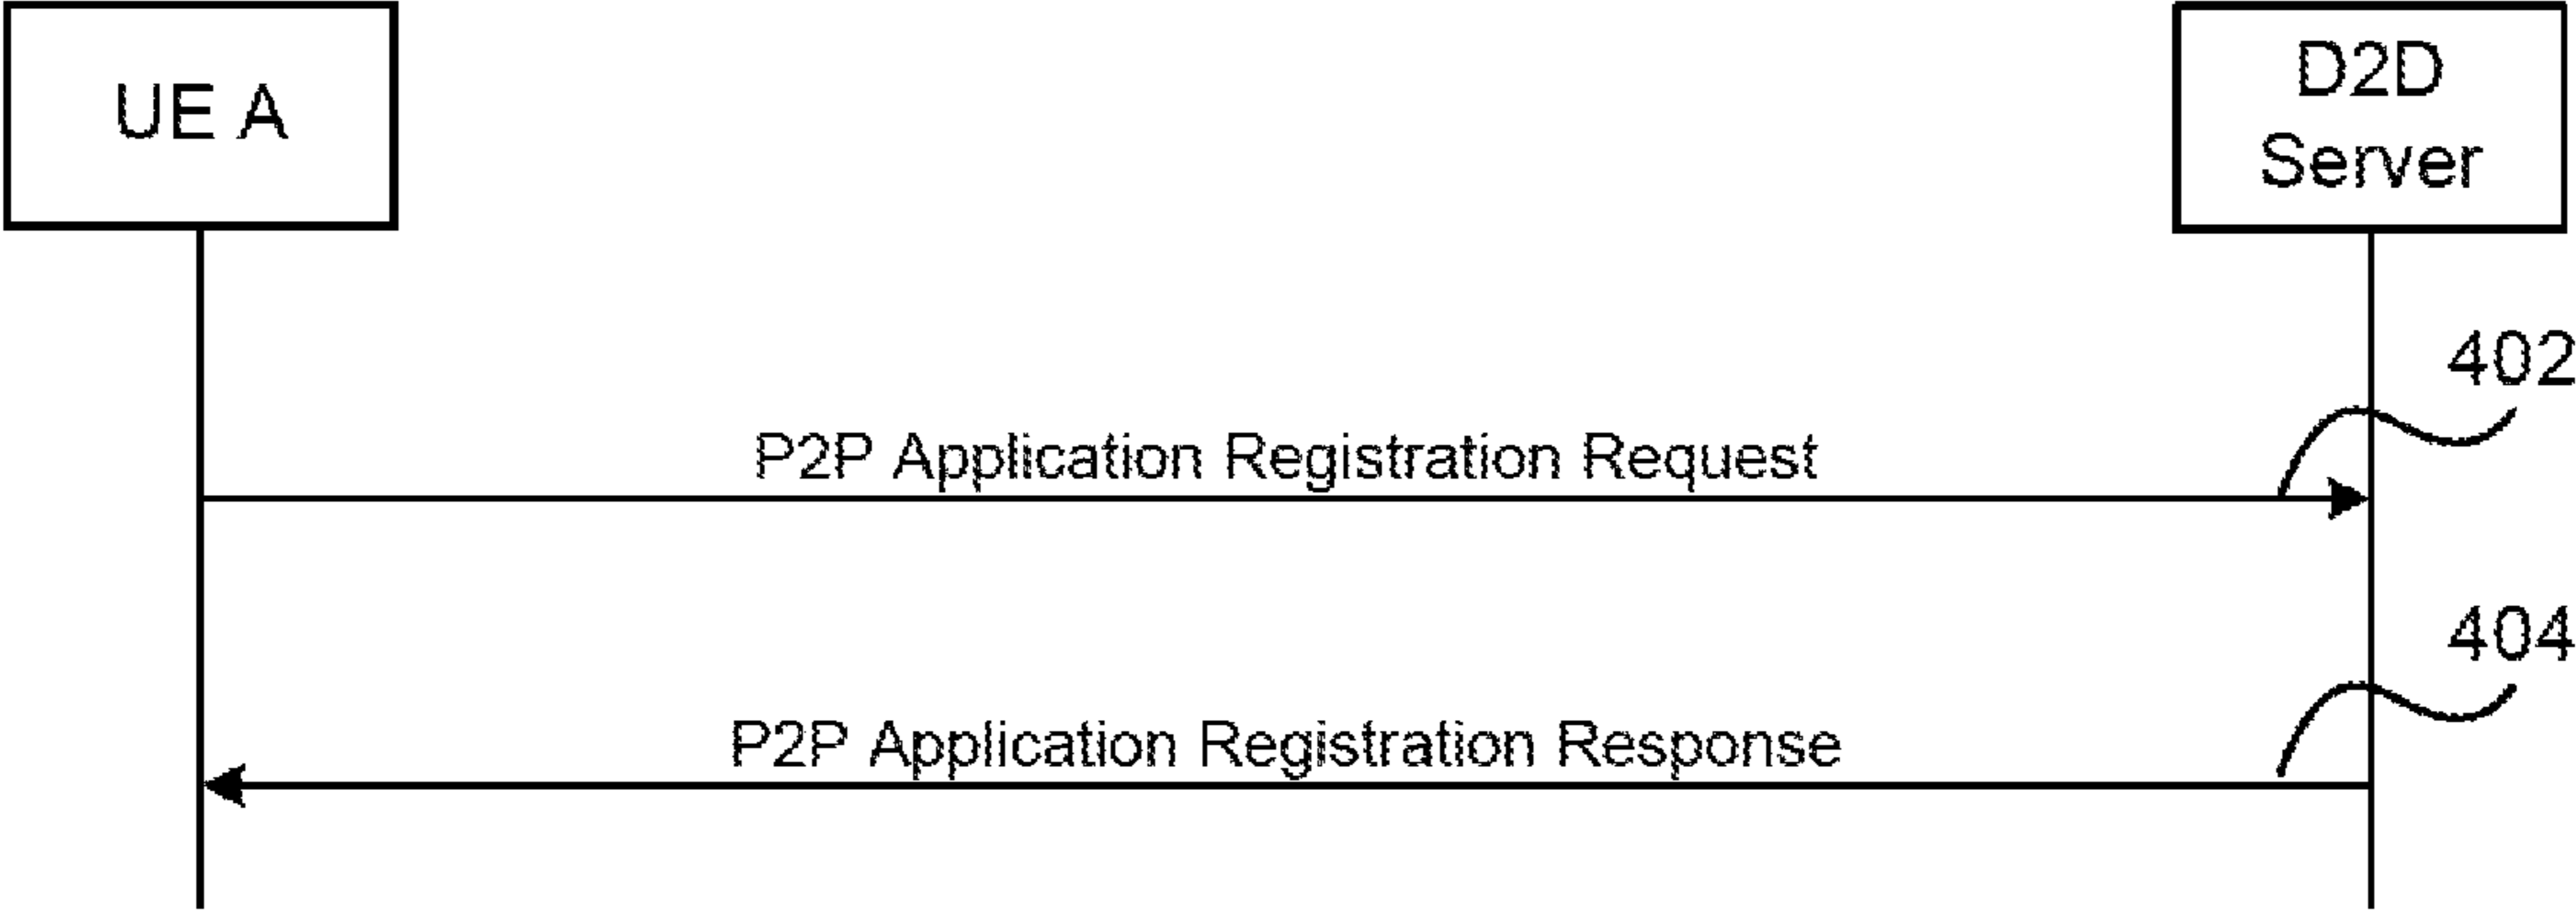 UE A
D2D
Server
402
P2P Application Registration Request
404
P2P Application Registration Response